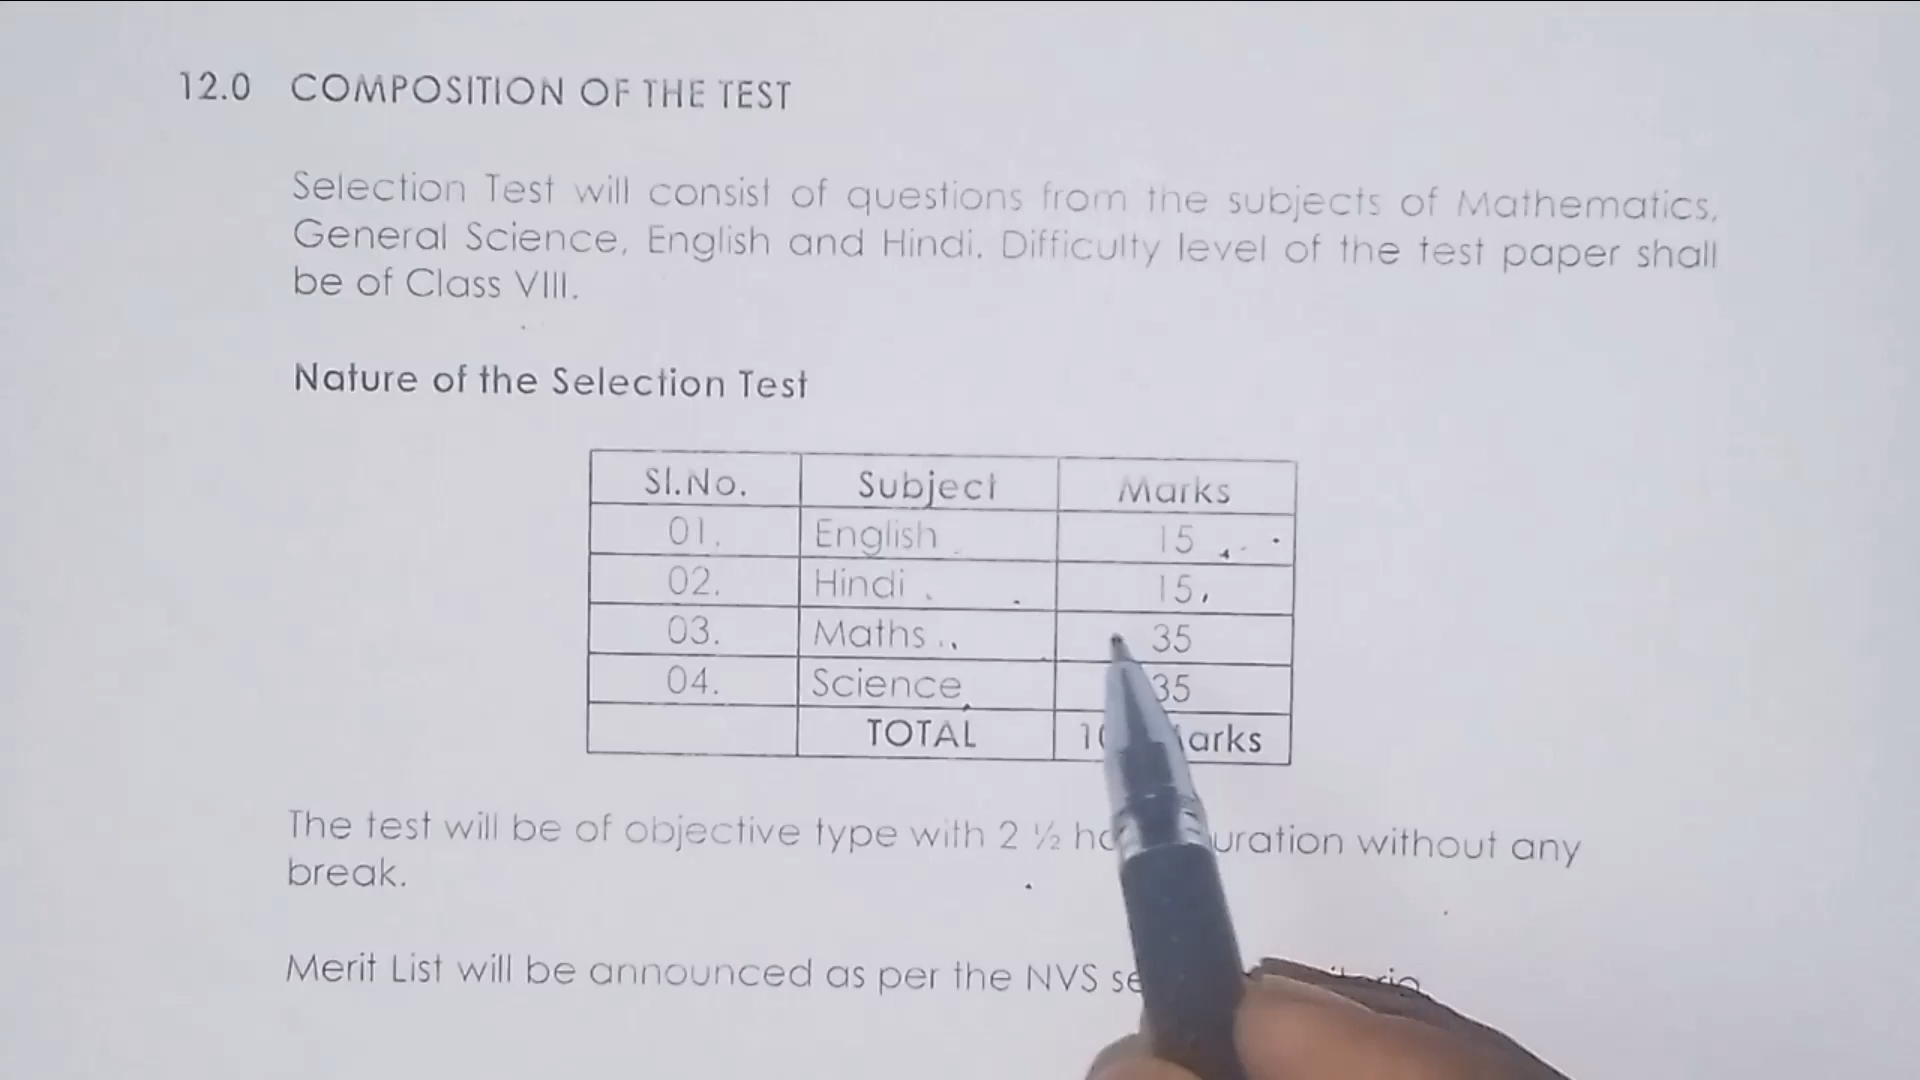 12.0 COMPOSITION OF THE TEST
Selection Test will consist of questions from the subjects of Mathematics,
General Science, English and Hindi. Difficulty level of the test paper shall
be of Class VIII.
Nature of the Selection Test
Sl.No. Subject Marks
01. English 15
02. Hindi 15
03. Maths 35
04. Science 35
TOTAL arks
The test will be of objective type with 2 ½ uration without any
break.
Merit List will be announced as per the NVS